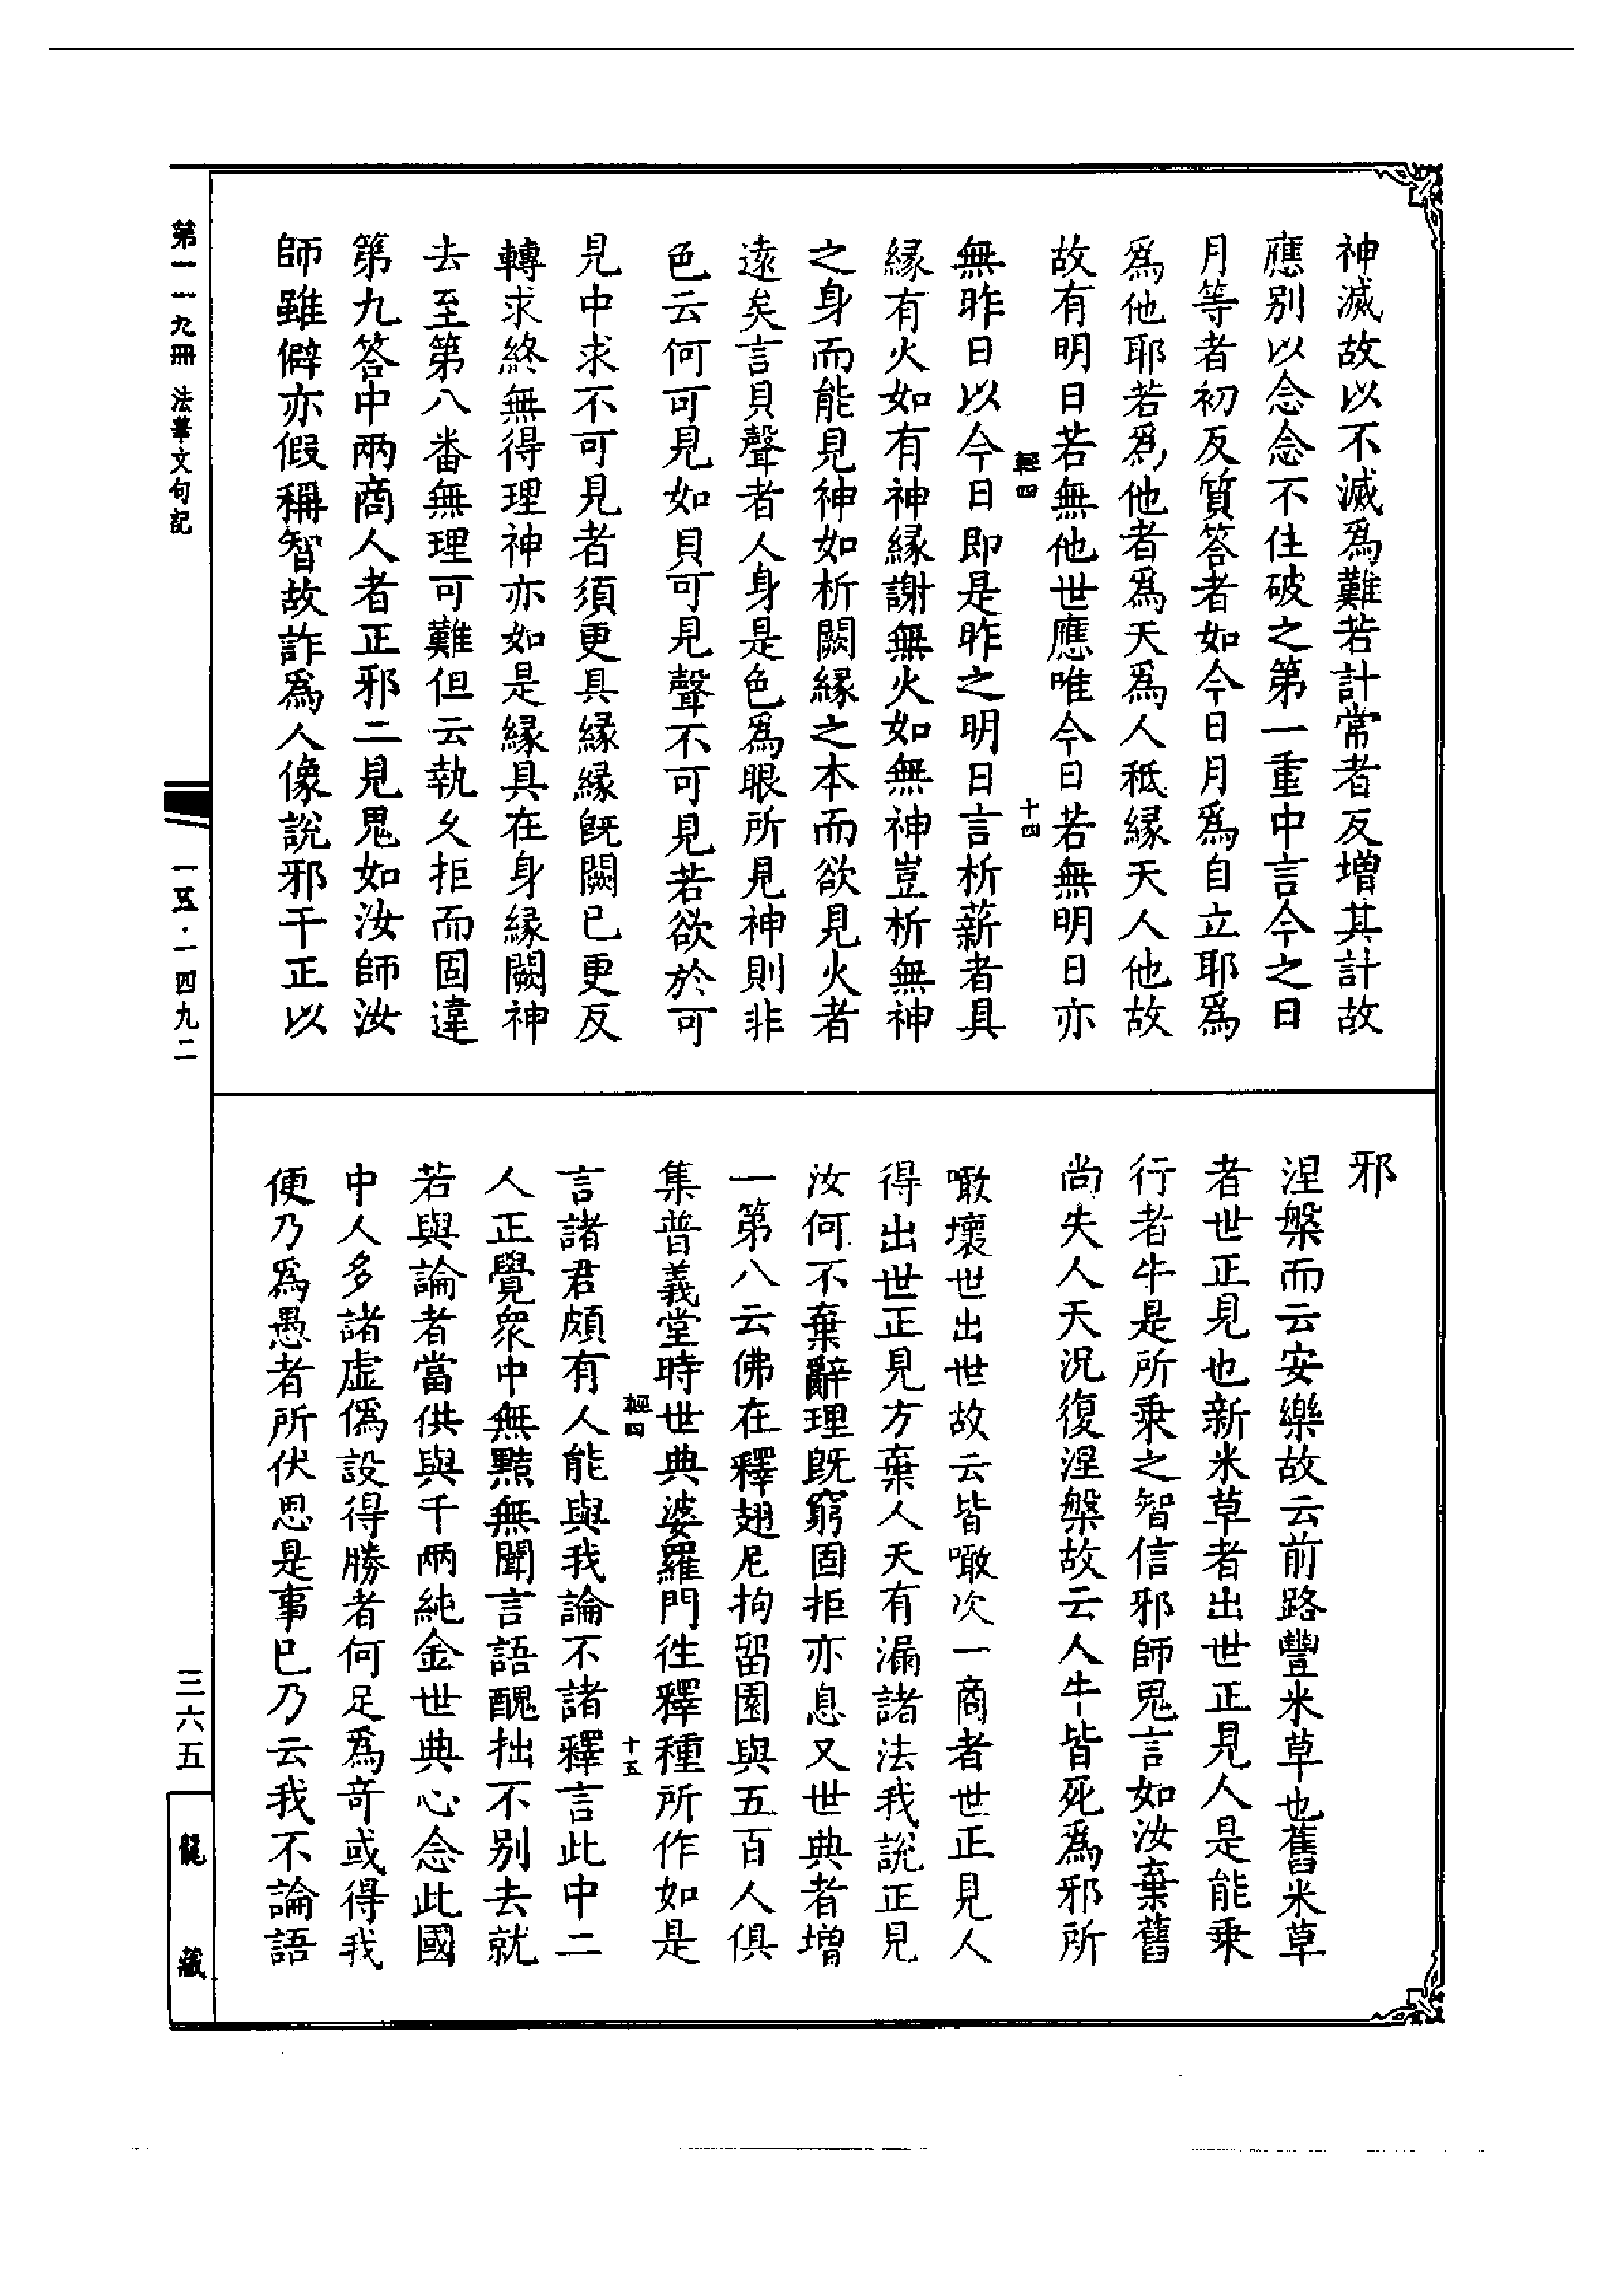 神滅故以不滅爲難若計常者反增其計故
應別以念念不住破之第一重中言今之日
月等者初反質答者如今日月爲自立耶爲
爲他耶若爲他者爲天爲人秪緣天人他故
故有明日若無他世應唯今日若無明日亦
輕四
十四
無昨日以今日即是昨之明日言析薪者具
緣有火如有神緣謝無火如無神豈析無神
之身而能見神如析闕緣之本而欲見火者
遠矣言貝聲者人身是色爲眼所見神則非
色云何可見如貝可見聲不可見若欲於可
見中求不可見者須更具緣緣旣闕已更反
轉求終無得理神亦如是緣具在身緣闕神
去至第八番無理可難但云執久拒而固違
第九答中兩商人者正邪二見鬼如汝師汝
師雖僻亦假稱智故詐爲人像說邪干正以
邪
涅槃而云安樂故云前路豐米草也舊米草
者世正見也新米草者出世正見人是能乗
行者牛是所乗之智信邪師鬼言如汝棄舊
尚失人天況復涅槃故云人牛皆死爲邪所
噉壞世出世故云皆噉次一商者世正見人
得出世正見方棄人天有漏諸法我說正見
汝何不棄辭理旣窮固拒亦息又世典者增
一第八云佛在釋翅尼拘留園與五百人俱
集普義堂時世典婆羅門徃釋種所作如是
輕四
十五
言諸君頗有人能與我論不諸釋言此中二
人正覺衆中無黠無聞言語醜拙不別去就
若與論者當供與千兩純金世典心念此國
中人多諸虛僞設得勝者何足爲竒或得我
便乃爲愚者所伏思是事已乃云我不論語
第一一九冊 法華文句記
一五·一四九二
三六五
龍藏